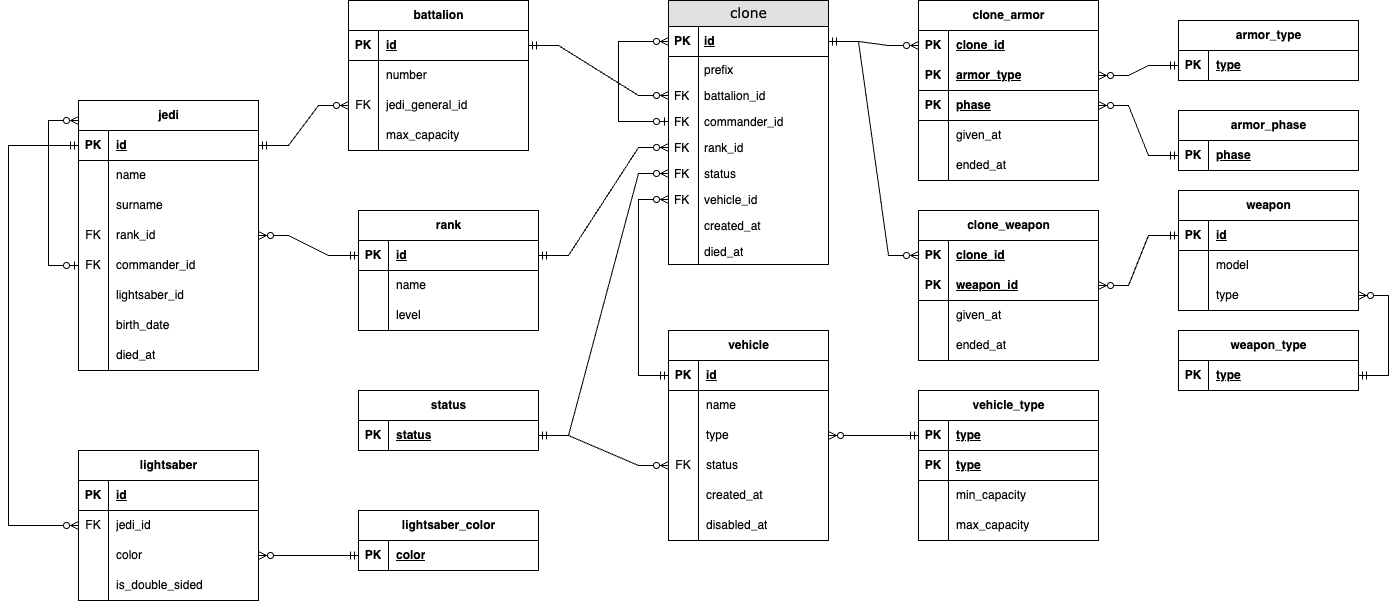 battalion
PK id
number
FK jedi_general_id
max_capacity
clone
PK id
prefix
FK battalion_id
FK commander_id
FK rank_id
FK status
FK vehicle_id
created_at
died_at
clone_armor
PK clone_id
PK armor_type
PK phase
given_at
ended_at
armor_type
PK type
armor_phase
PK phase
jedi
PK id
name
surname
FK rank_id
FK commander_id
lightsaber_id
birth_date
died_at
rank
PK id
name
level
clone_weapon
PK clone_id
PK weapon_id
given_at
ended_at
weapon
PK id
model
type
weapon_type
PK type
status
PK status
vehicle
PK id
name
type
FK status
created_at
disabled_at
vehicle_type
PK type
PK type
min_capacity
max_capacity
lightsaber
PK id
FK jedi_id
color
is_double_sided
lightsaber_color
PK color